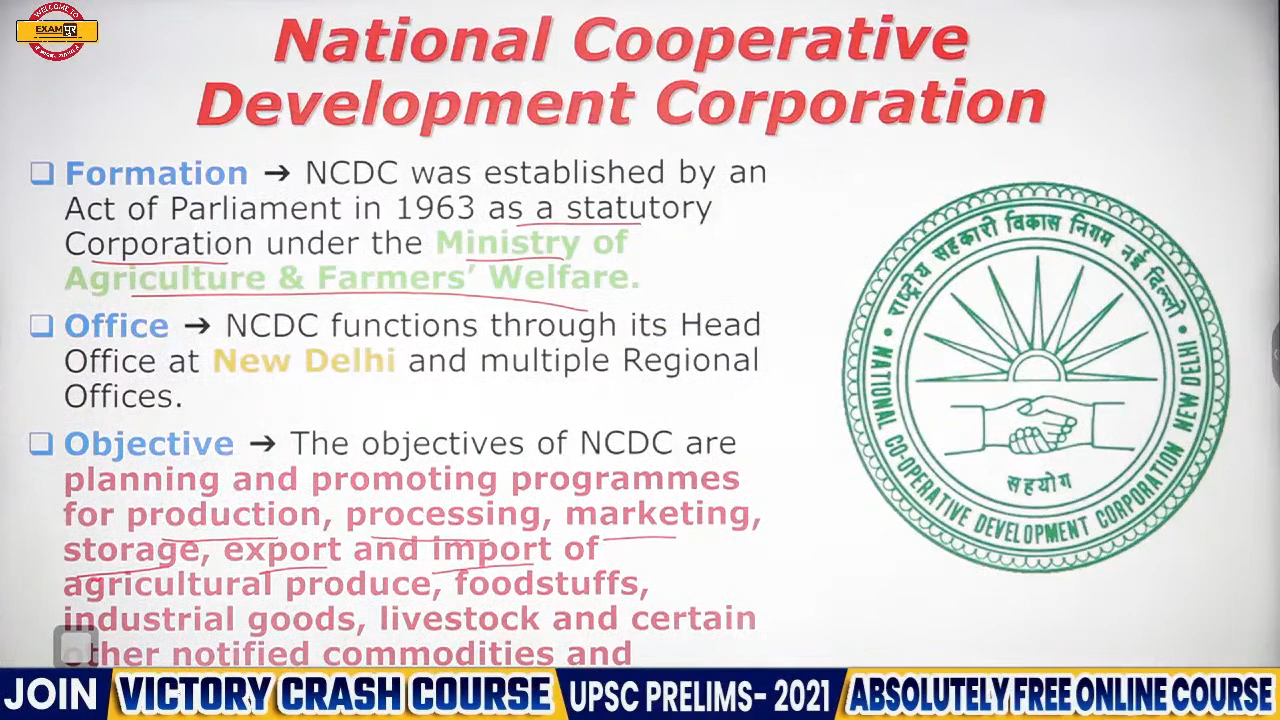 WELCOME TO
EXAM पुर
National Cooperative
Development Corporation
❑ Formation ➔ NCDC was established by an
Act of Parliament in 1963 as a statutory
Corporation under the Ministry of
Agriculture & Farmers’ Welfare.
❑ Office ➔ NCDC functions through its Head
Office at New Delhi and multiple Regional
Offices.
❑ Objective ➔ The objectives of NCDC are
planning and promoting programmes
for production, processing, marketing,
storage, export and import of
agricultural produce, foodstuffs,
industrial goods, livestock and certain
other notified commodities and
राष्ट्रीय सहकारी विकास निगम नई दिल्ली
सहयोग
• NATIONAL CO-OPERATIVE DEVELOPMENT CORPORATION NEW DELHI •
JOIN VICTORY CRASH COURSE UPSC PRELIMS- 2021 ABSOLUTELY FREE ONLINE COURSE